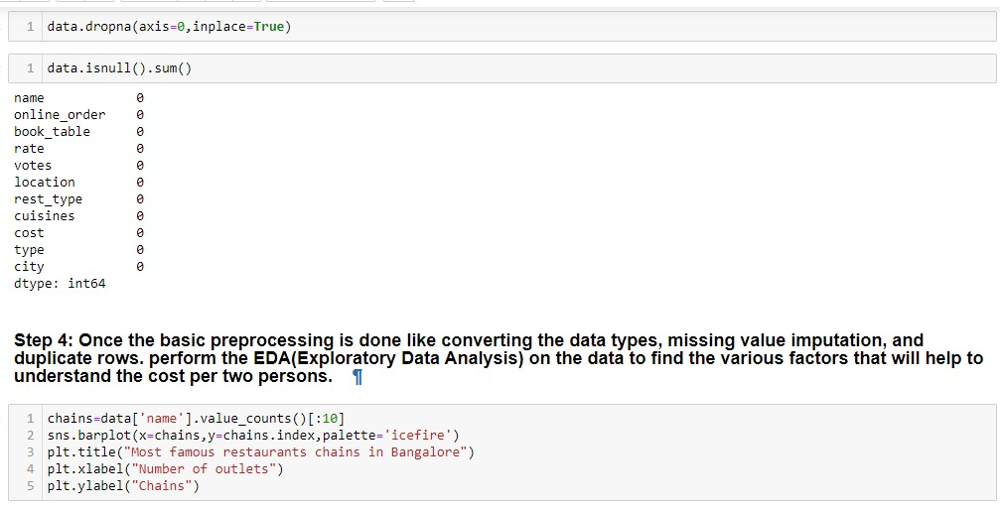 1 data.dropna(axis=0,inplace=True)
1 data.isnull().sum()
name 0
online_order 0
book_table 0
rate 0
votes 0
location 0
rest_type 0
cuisines 0
cost 0
type 0
city 0
dtype: int64
Step 4: Once the basic preprocessing is done like converting the data types, missing value imputation, and
duplicate rows. perform the EDA(Exploratory Data Analysis) on the data to find the various factors that will help to
understand the cost per two persons. ¶
1 chains=data['name'].value_counts()[:10]
2 sns.barplot(x=chains,y=chains.index,palette='icefire')
3 plt.title("Most famous restaurants chains in Bangalore")
4 plt.xlabel("Number of outlets")
5 plt.ylabel("Chains")